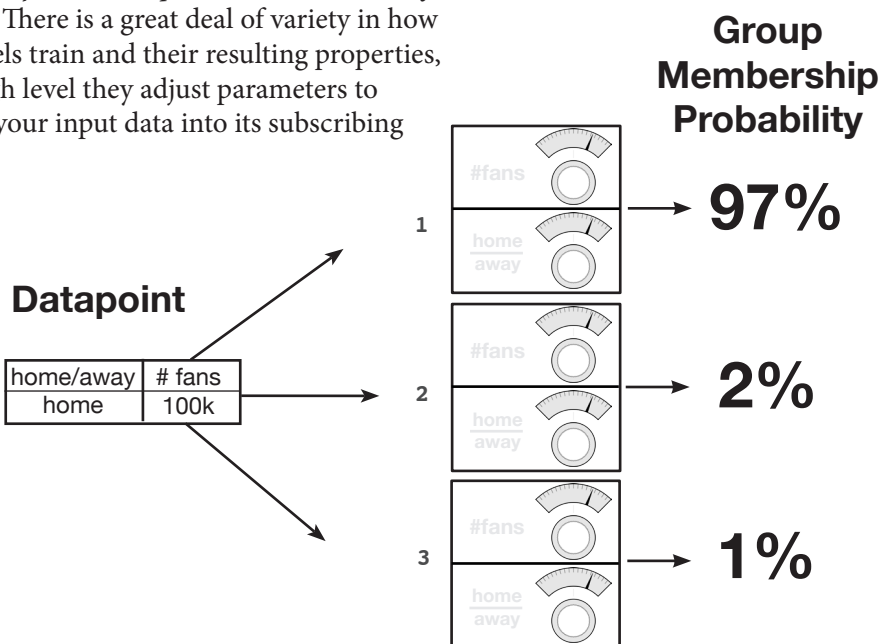 There is a great deal of variety in how
els train and their resulting properties,
h level they adjust parameters to
your input data into its subscribing
Group
Membership
Probability
#fans
1
home
away
97%
Datapoint
home/away # fans
home 100k
#fans
2
home
away
2%
#fans
3
home
away
1%